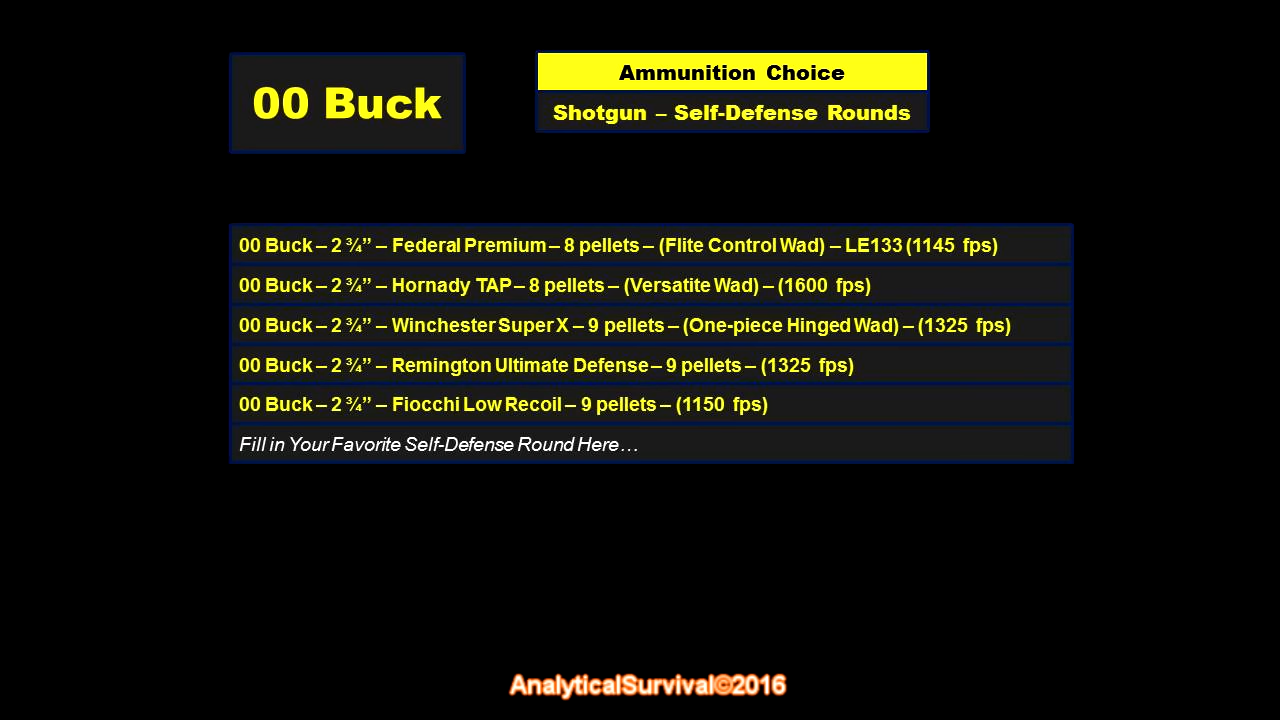 00 Buck
Ammunition Choice
Shotgun – Self-Defense Rounds
00 Buck – 2 ¾” – Federal Premium – 8 pellets – (Flite Control Wad) – LE133 (1145 fps)
00 Buck – 2 ¾” – Hornady TAP – 8 pellets – (Versatite Wad) – (1600 fps)
00 Buck – 2 ¾” – Winchester Super X – 9 pellets – (One-piece Hinged Wad) – (1325 fps)
00 Buck – 2 ¾” – Remington Ultimate Defense – 9 pellets – (1325 fps)
00 Buck – 2 ¾” – Fiocchi Low Recoil – 9 pellets – (1150 fps)
Fill in Your Favorite Self-Defense Round Here…
AnalyticalSurvival©2016